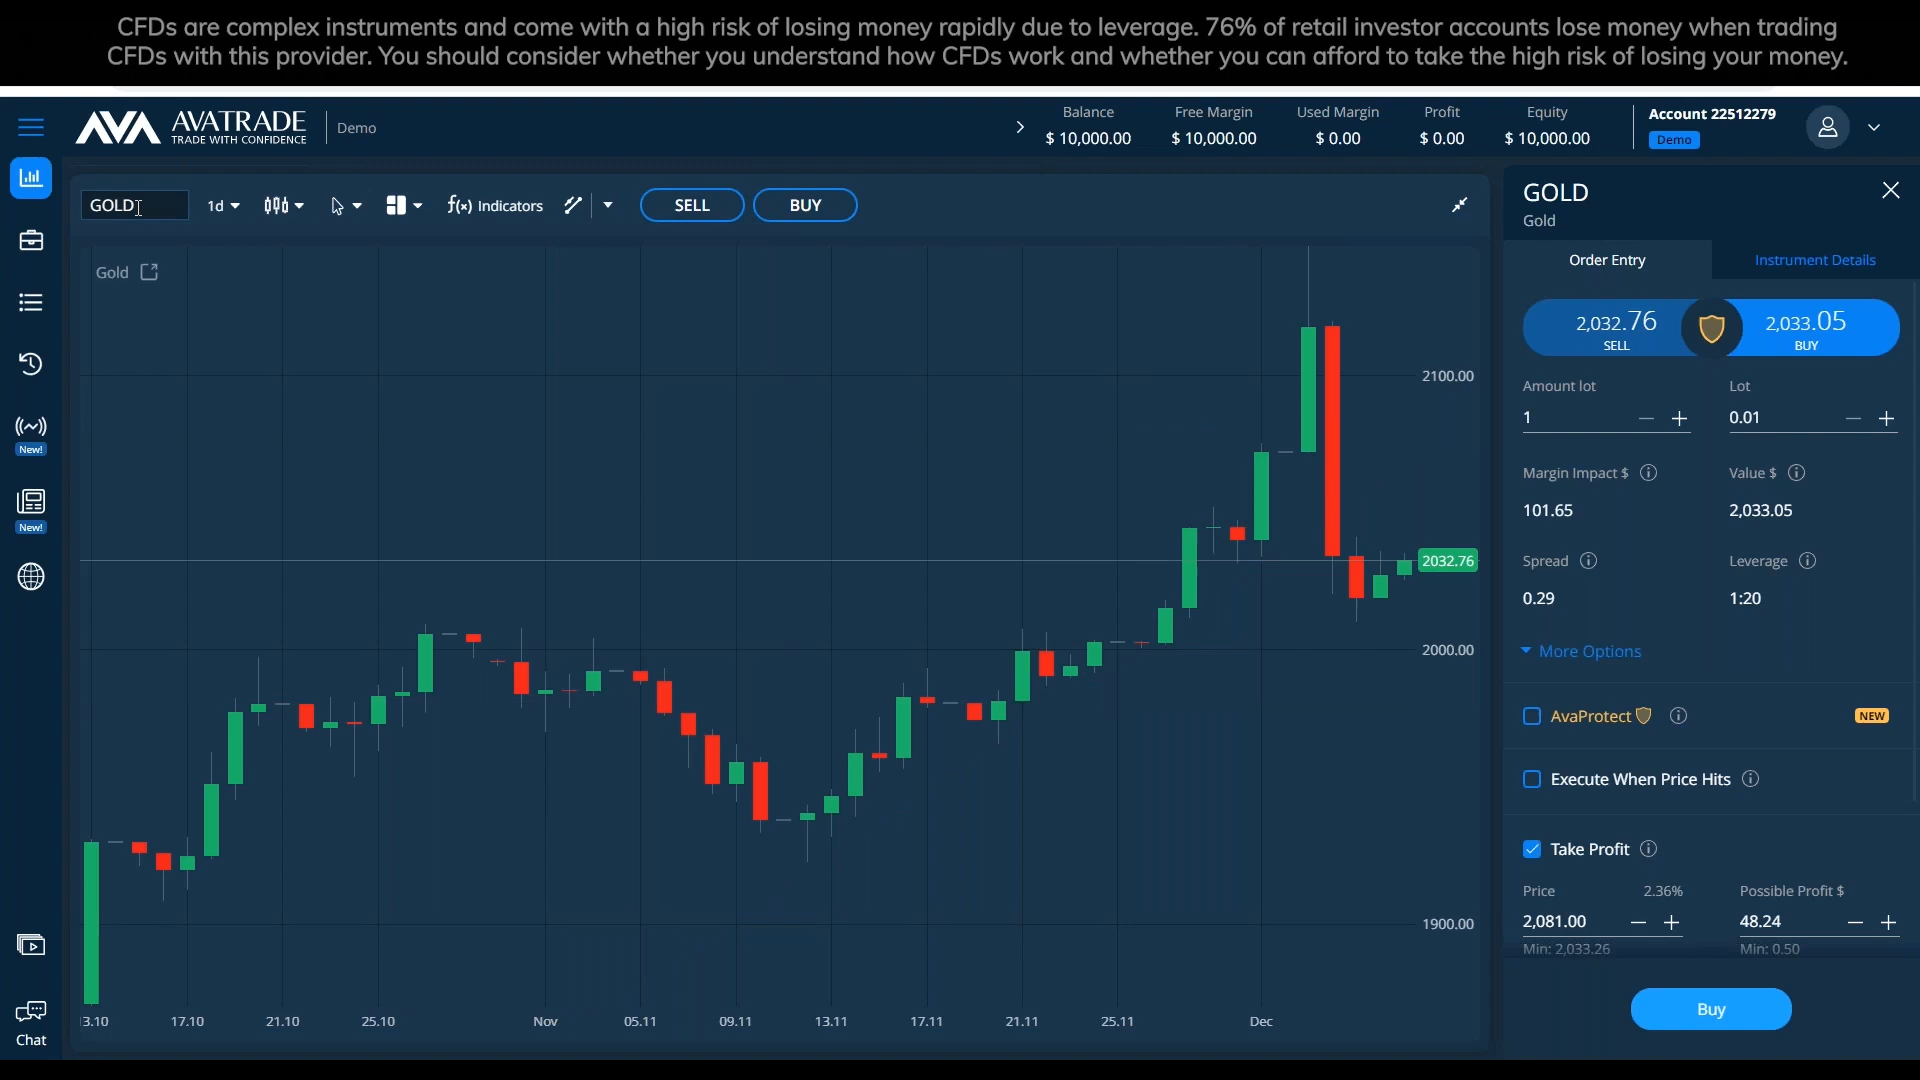 CFDs are complex instruments and come with a high risk of losing money rapidly due to leverage. 76% of retail investor accounts lose money when trading
CFDs with this provider. You should consider whether you understand how CFDs work and whether you can afford to take the high risk of losing your money.
AVA AVATRADE
TRADE WITH CONFIDENCE
Demo
Balance
$ 10,000.00
Free Margin
$ 10,000.00
Used Margin
$ 0.00
Profit
$ 0.00
Equity
$ 10,000.00
Account 22512279
Demo
GOLD
1d
f(x) Indicators
SELL
BUY
Gold
2100.00
2032.76
2000.00
1900.00
3.10
17.10
21.10
25.10
Nov
05.11
09.11
13.11
17.11
21.11
25.11
Dec
New!
New!
Chat
GOLD
Gold
Order Entry
Instrument Details
2,032.76
SELL
2,033.05
BUY
Amount lot
Lot
1
0.01
Margin Impact $
Value $
101.65
2,033.05
Spread
Leverage
0.29
1:20
More Options
AvaProtect
NEW
Execute When Price Hits
Take Profit
Price
2.36%
Possible Profit $
2,081.00
48.24
Min: 2,033.26
Min: 0.50
Buy